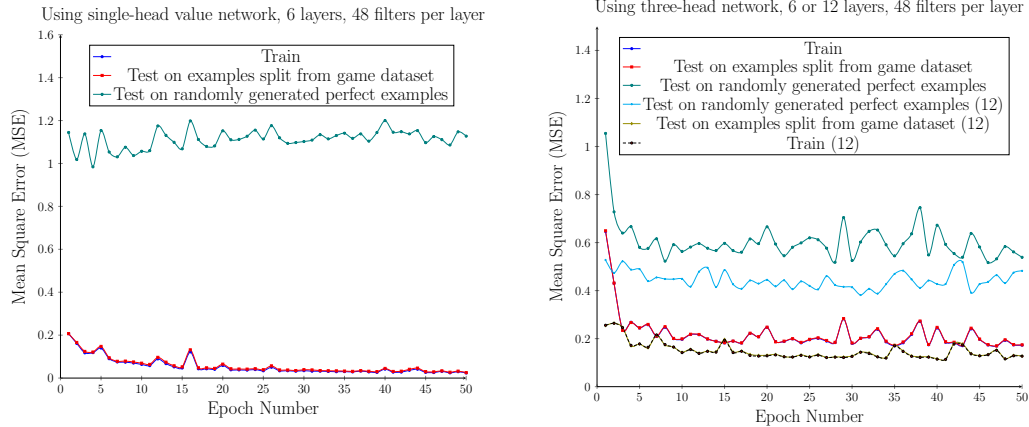 Using single-head value network, 6 layers, 48 filters per layer
1.6
1.4
1.2
1
0.8
0.6
0.4
0.2
0
Mean Square Error (MSE)
Train
Test on examples split from game dataset
Test on randomly generated perfect examples
0 5 10 15 20 25 30 35 40 45 50
Epoch Number
Using three-head network, 6 or 12 layers, 48 filters per layer
1.4
1.2
1
0.8
0.6
0.4
0.2
0
Mean Square Error (MSE)
Train
Test on examples split from game dataset
Test on randomly generated perfect examples
Test on randomly generated perfect examples (12)
Test on examples split from game dataset (12)
Train (12)
0 5 10 15 20 25 30 35 40 45 50
Epoch Number